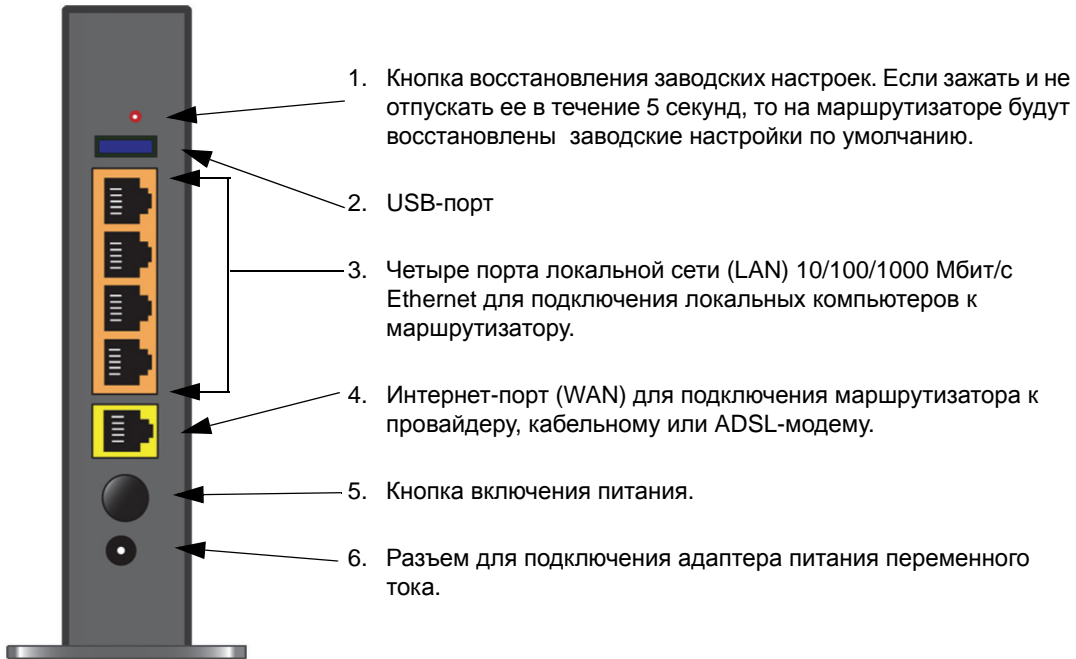 1. Кнопка восстановления заводских настроек. Если зажать и не
отпускать ее в течение 5 секунд, то на маршрутизаторе будут
восстановлены  заводские настройки по умолчанию.
2. USB-порт
3. Четыре порта локальной сети (LAN) 10/100/1000 Мбит/с
Ethernet для подключения локальных компьютеров к
маршрутизатору.
4. Интернет-порт (WAN) для подключения маршрутизатора к
провайдеру, кабельному или ADSL-модему.
5. Кнопка включения питания.
6. Разъем для подключения адаптера питания переменного
тока.